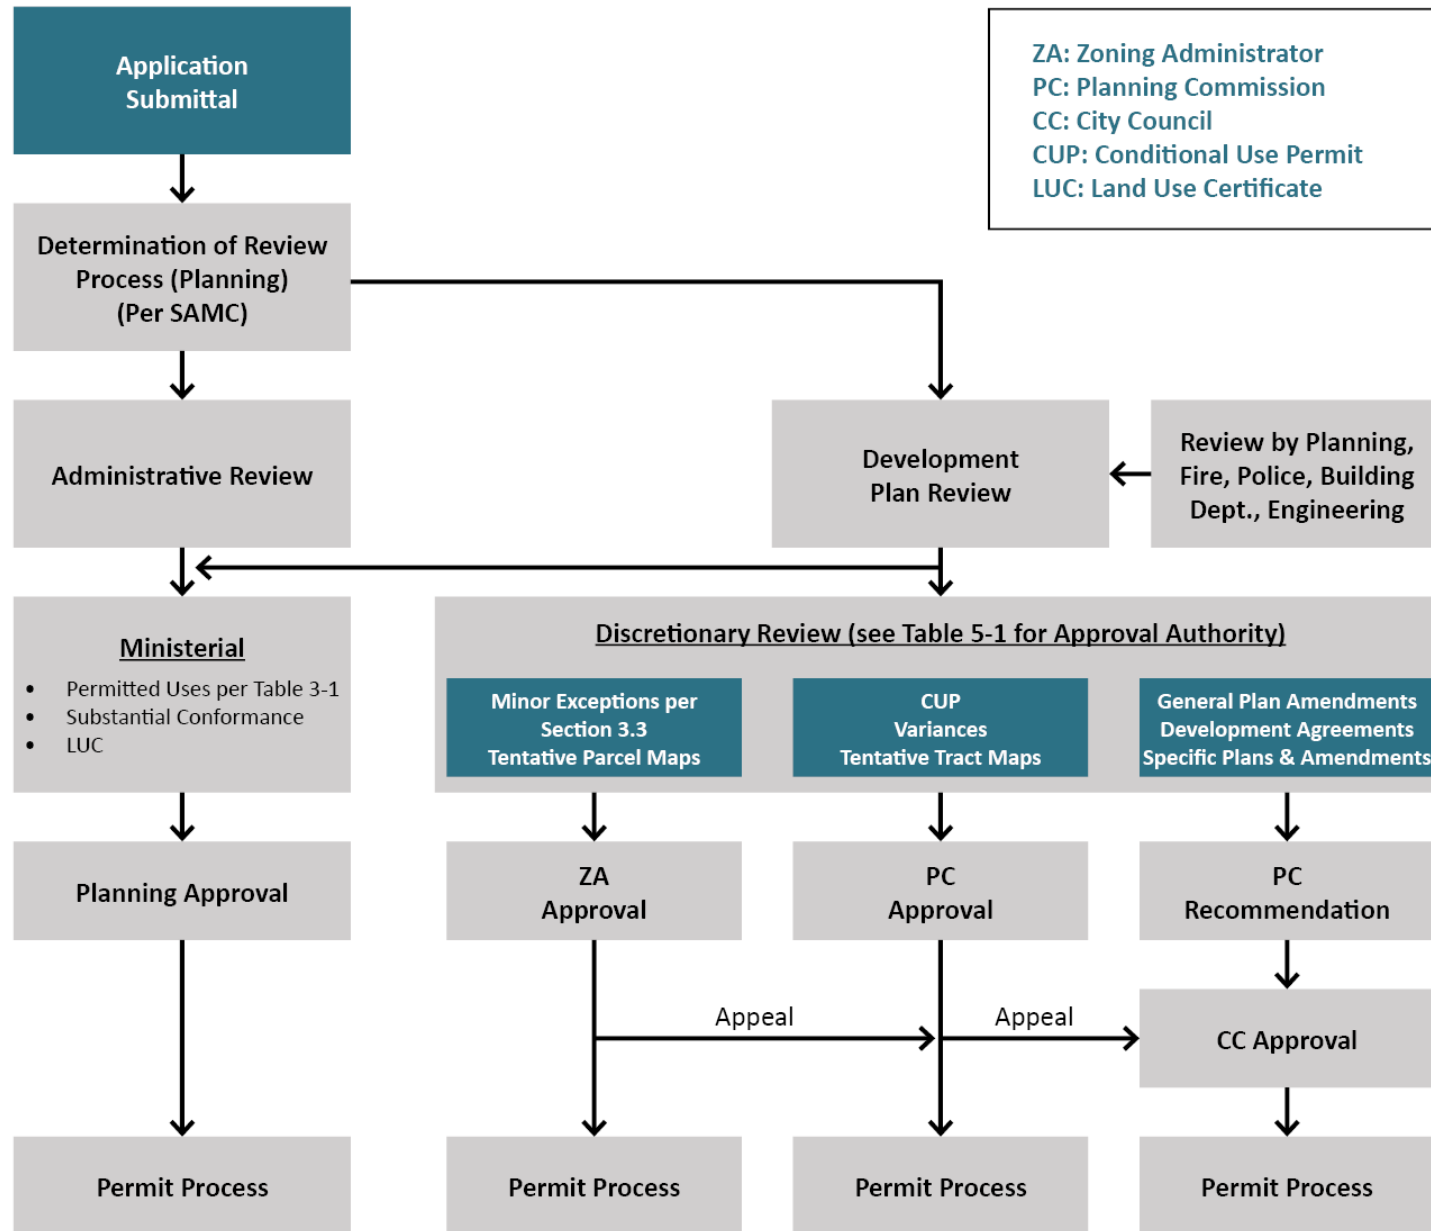 Application
Submittal
ZA: Zoning Administrator
PC: Planning Commission
CC: City Council
CUP: Conditional Use Permit
LUC: Land Use Certificate
Determination of Review
Process (Planning)
(Per SAMC)
Administrative Review
Development
Plan Review
Review by Planning,
Fire, Police, Building
Dept., Engineering
Ministerial
• Permitted Uses per Table 3-1
• Substantial Conformance
• LUC
Discretionary Review (see Table 5-1 for Approval Authority)
Minor Exceptions per
Section 3.3
Tentative Parcel Maps
CUP
Variances
Tentative Tract Maps
General Plan Amendments
Development Agreements
Specific Plans & Amendments
Planning Approval
ZA
Approval
PC
Approval
PC
Recommendation
Appeal
Appeal
CC Approval
Permit Process
Permit Process
Permit Process
Permit Process